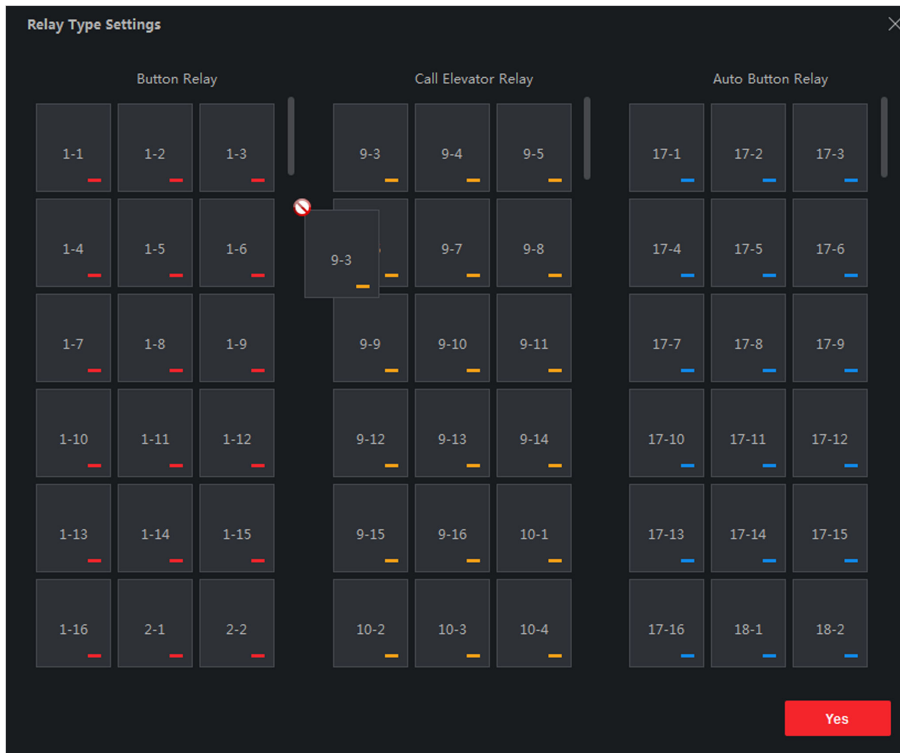 Relay Type Settings
Button Relay Call Elevator Relay Auto Button Relay
1-1 1-2 1-3 9-3 9-4 9-5 17-1 17-2 17-3
1-4 1-5 1-6 9-7 9-8 17-4 17-5 17-6
9-3
1-7 1-8 1-9 9-9 9-10 9-11 17-7 17-8 17-9
1-10 1-11 1-12 9-12 9-13 9-14 17-10 17-11 17-12
1-13 1-14 1-15 9-15 9-16 10-1 17-13 17-14 17-15
1-16 2-1 2-2 10-2 10-3 10-4 17-16 18-1 18-2
Yes